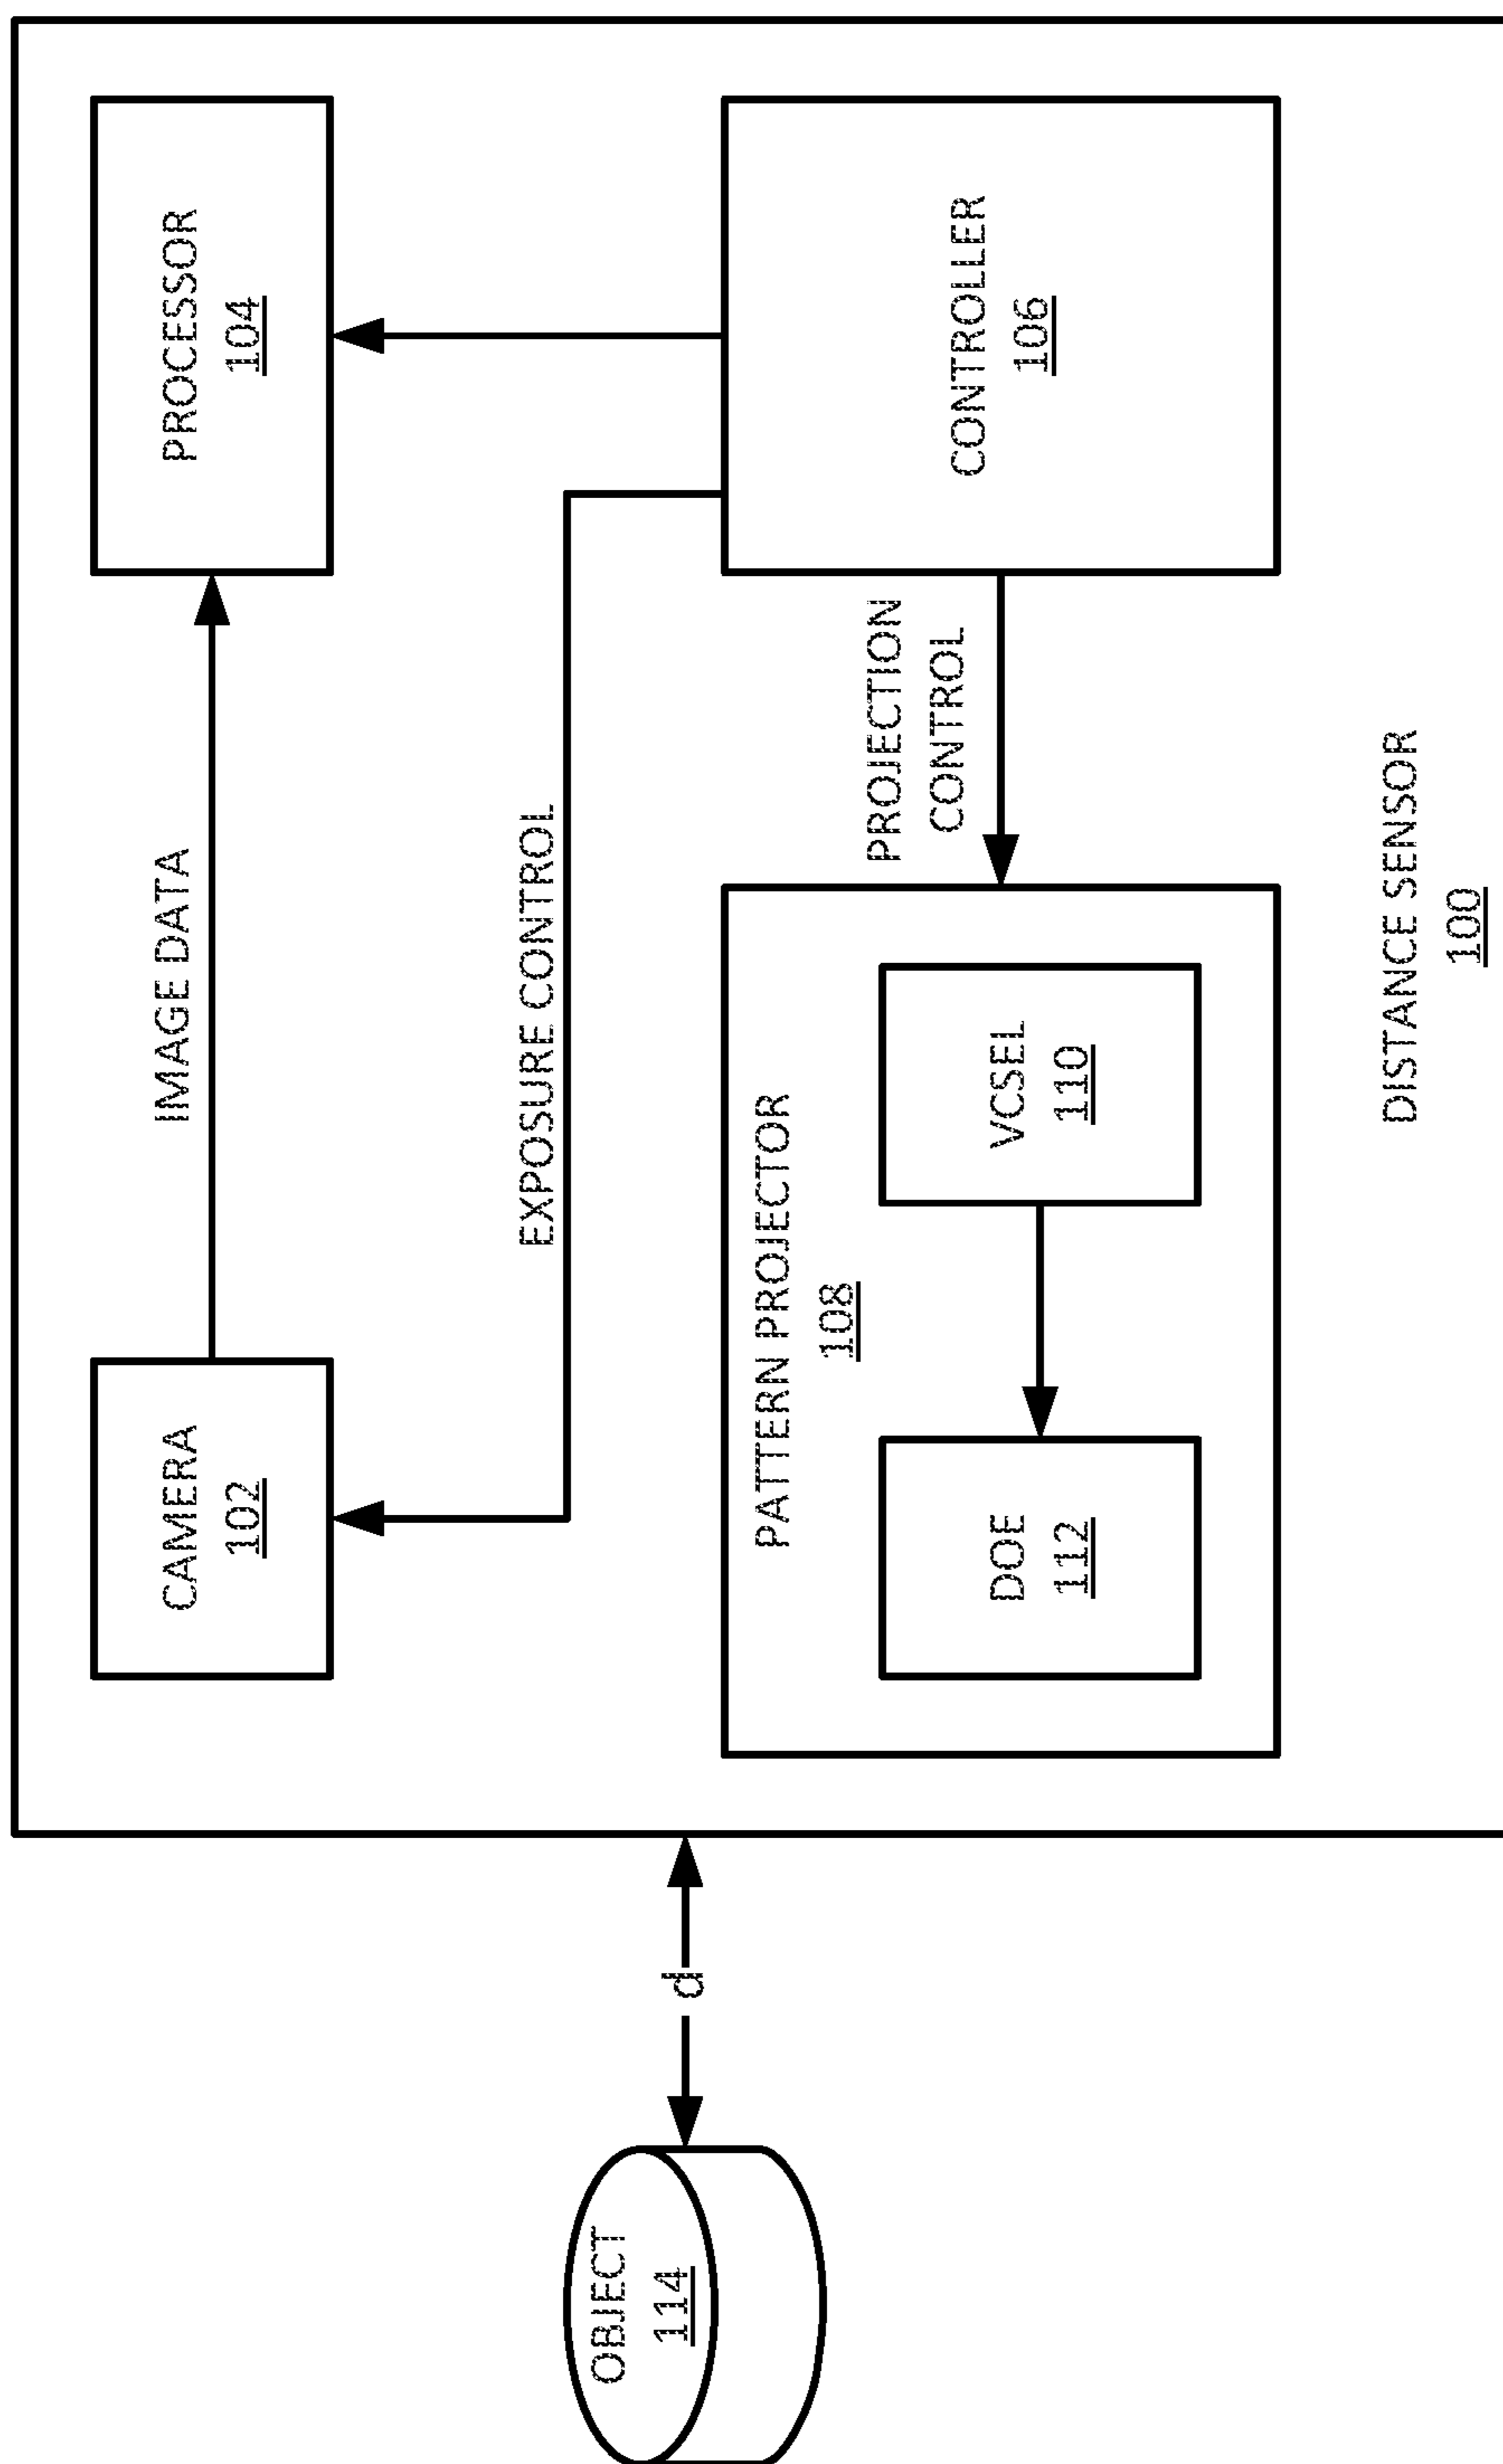 OBJECT
114
d
CAMERA
102
IMAGE DATA
PROCESSOR
104
EXPOSURE CONTROL
PATTERN PROJECTOR
108
DOE
112
VCSEL
110
PROJECTION
CONTROL
CONTROLLER
106
DISTANCE SENSOR
100